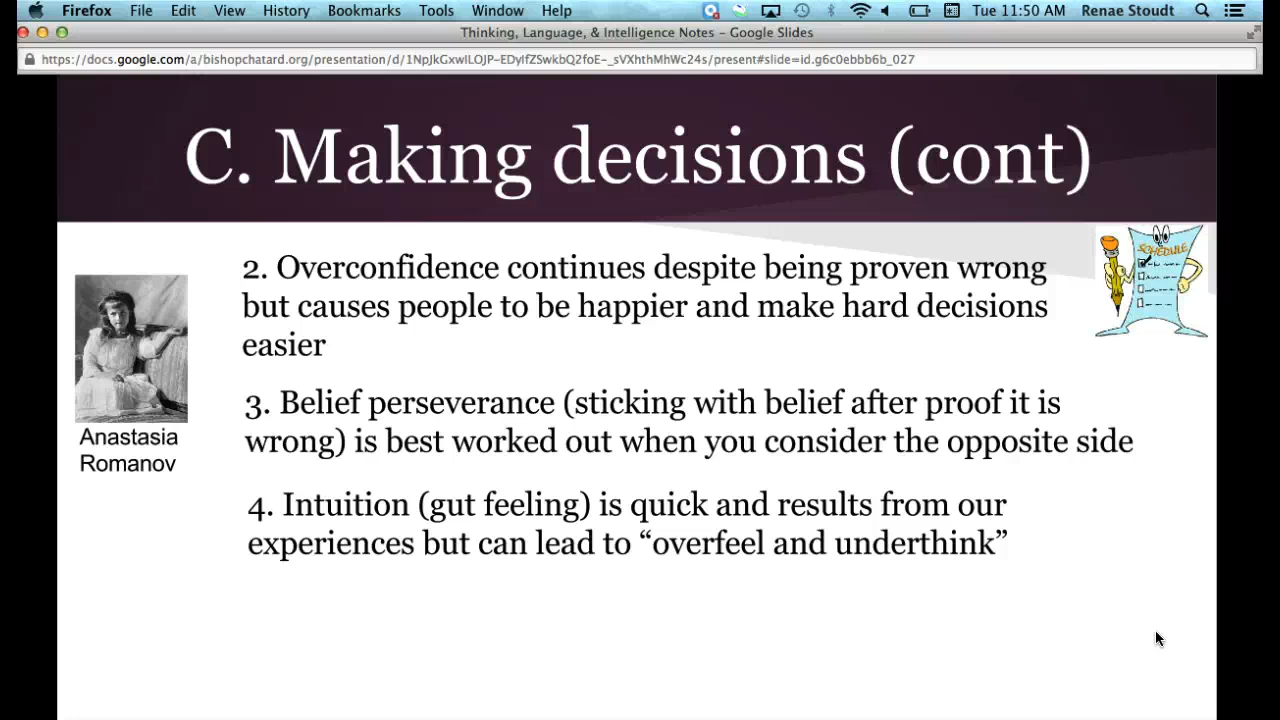 Firefox File Edit View History Bookmarks Tools Window Help Tue 11:50 AM Renae Stoudt
Thinking, Language, & Intelligence Notes – Google Slides
https://docs.google.com/a/bishopchatard.org/presentation/d/1NpJkGxwILOJP-EDyIfZSwkbQ2foE-_sVXhthMhWc24s/present#slide=id.g6c0ebbb6b_027
C. Making decisions (cont)
SCHEDULE
2. Overconfidence continues despite being proven wrong
but causes people to be happier and make hard decisions
easier
3. Belief perseverance (sticking with belief after proof it is
wrong) is best worked out when you consider the opposite side
Anastasia
Romanov
4. Intuition (gut feeling) is quick and results from our
experiences but can lead to “overfeel and underthink”